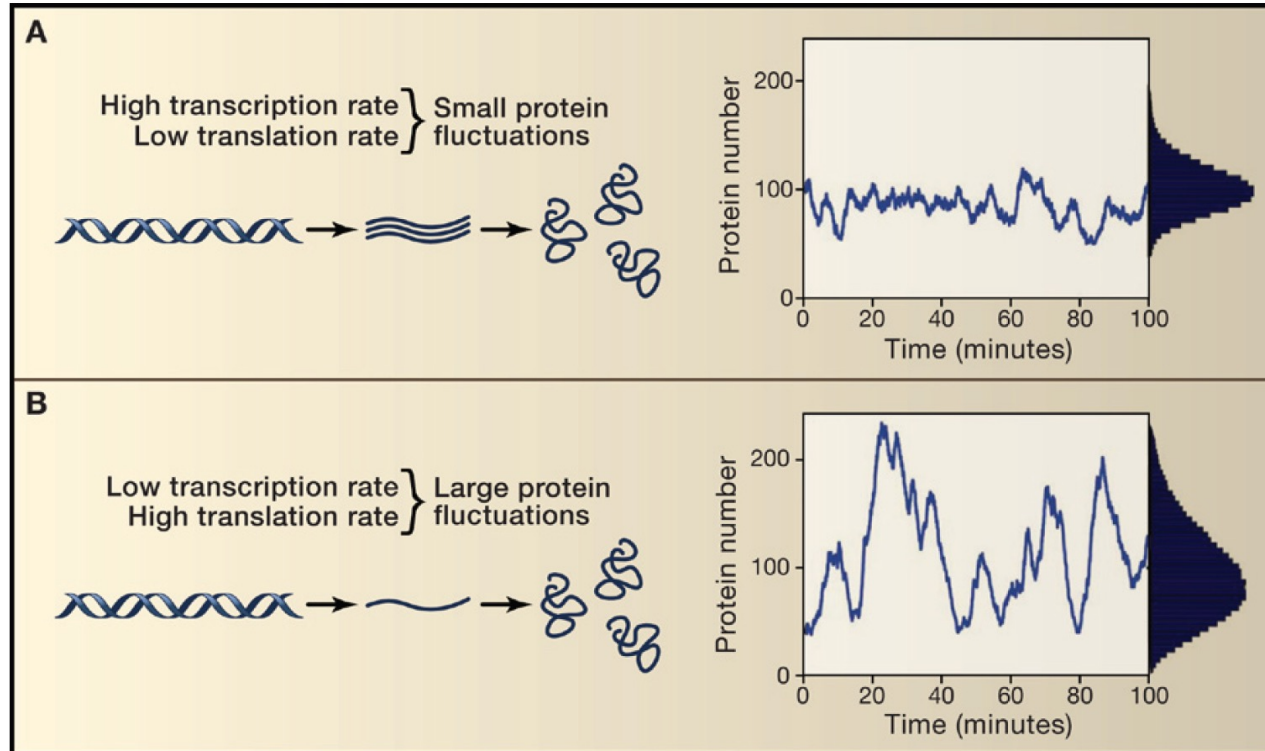 A
High transcription rate
Low translation rate
Small protein
fluctuations
Protein number
200
100
0
0 20 40 60 80 100
Time (minutes)
B
Low transcription rate
High translation rate
Large protein
fluctuations
Protein number
200
100
0
0 20 40 60 80 100
Time (minutes)